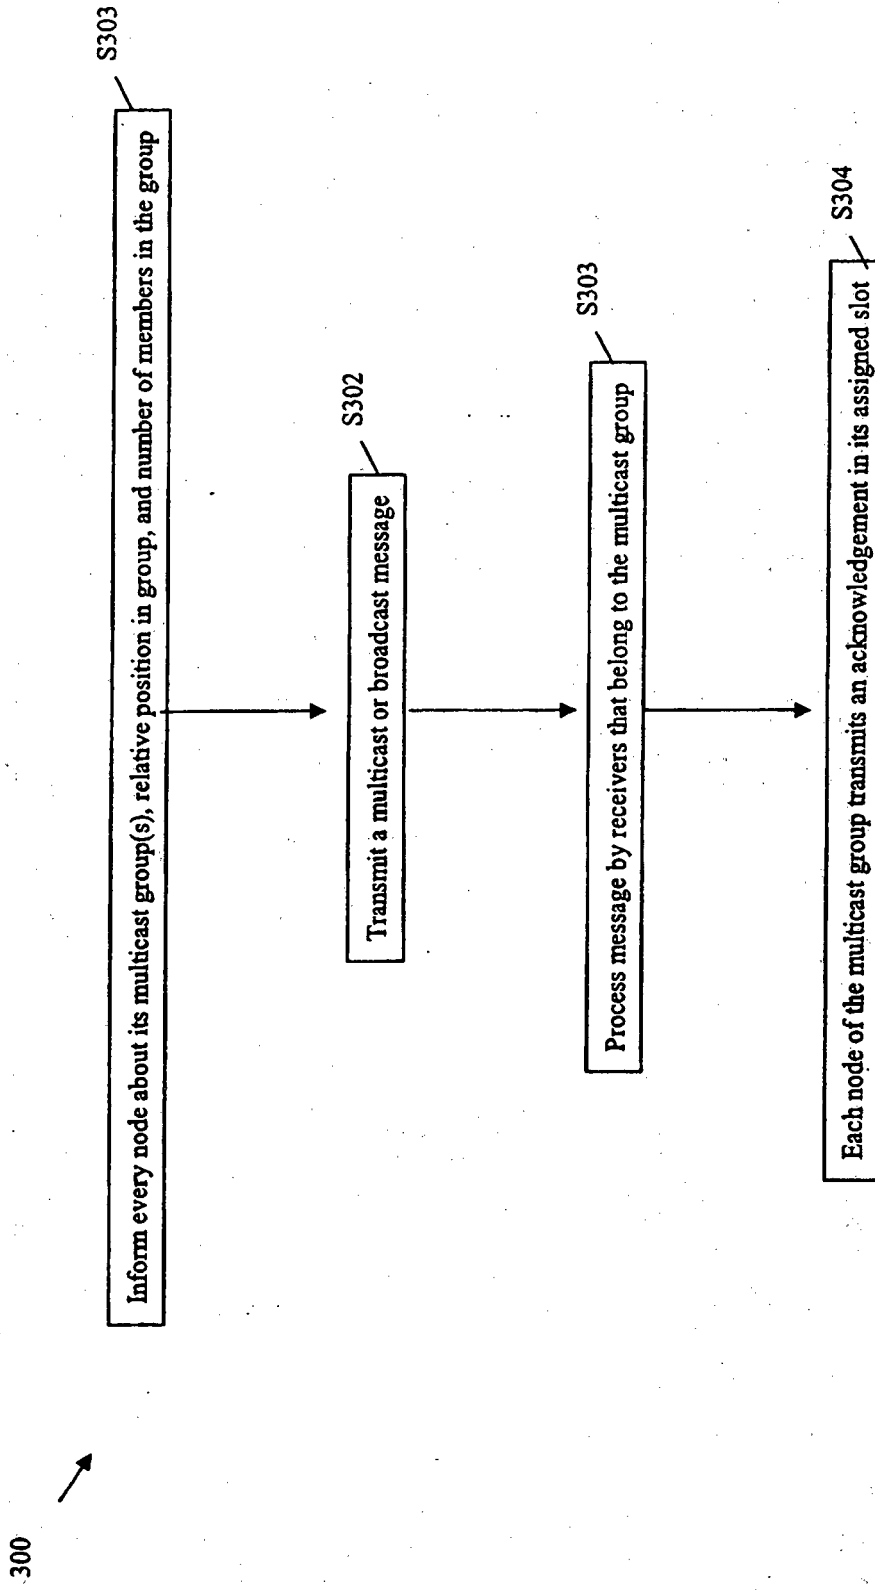 300
S303
Inform every node about its multicast group(s), relative position in group, and number of members in the group
S302
Transmit a multicast or broadcast message
S303
Process message by receivers that belong to the multicast group
S304
Each node of the multicast group transmits an acknowledgement in its assigned slot